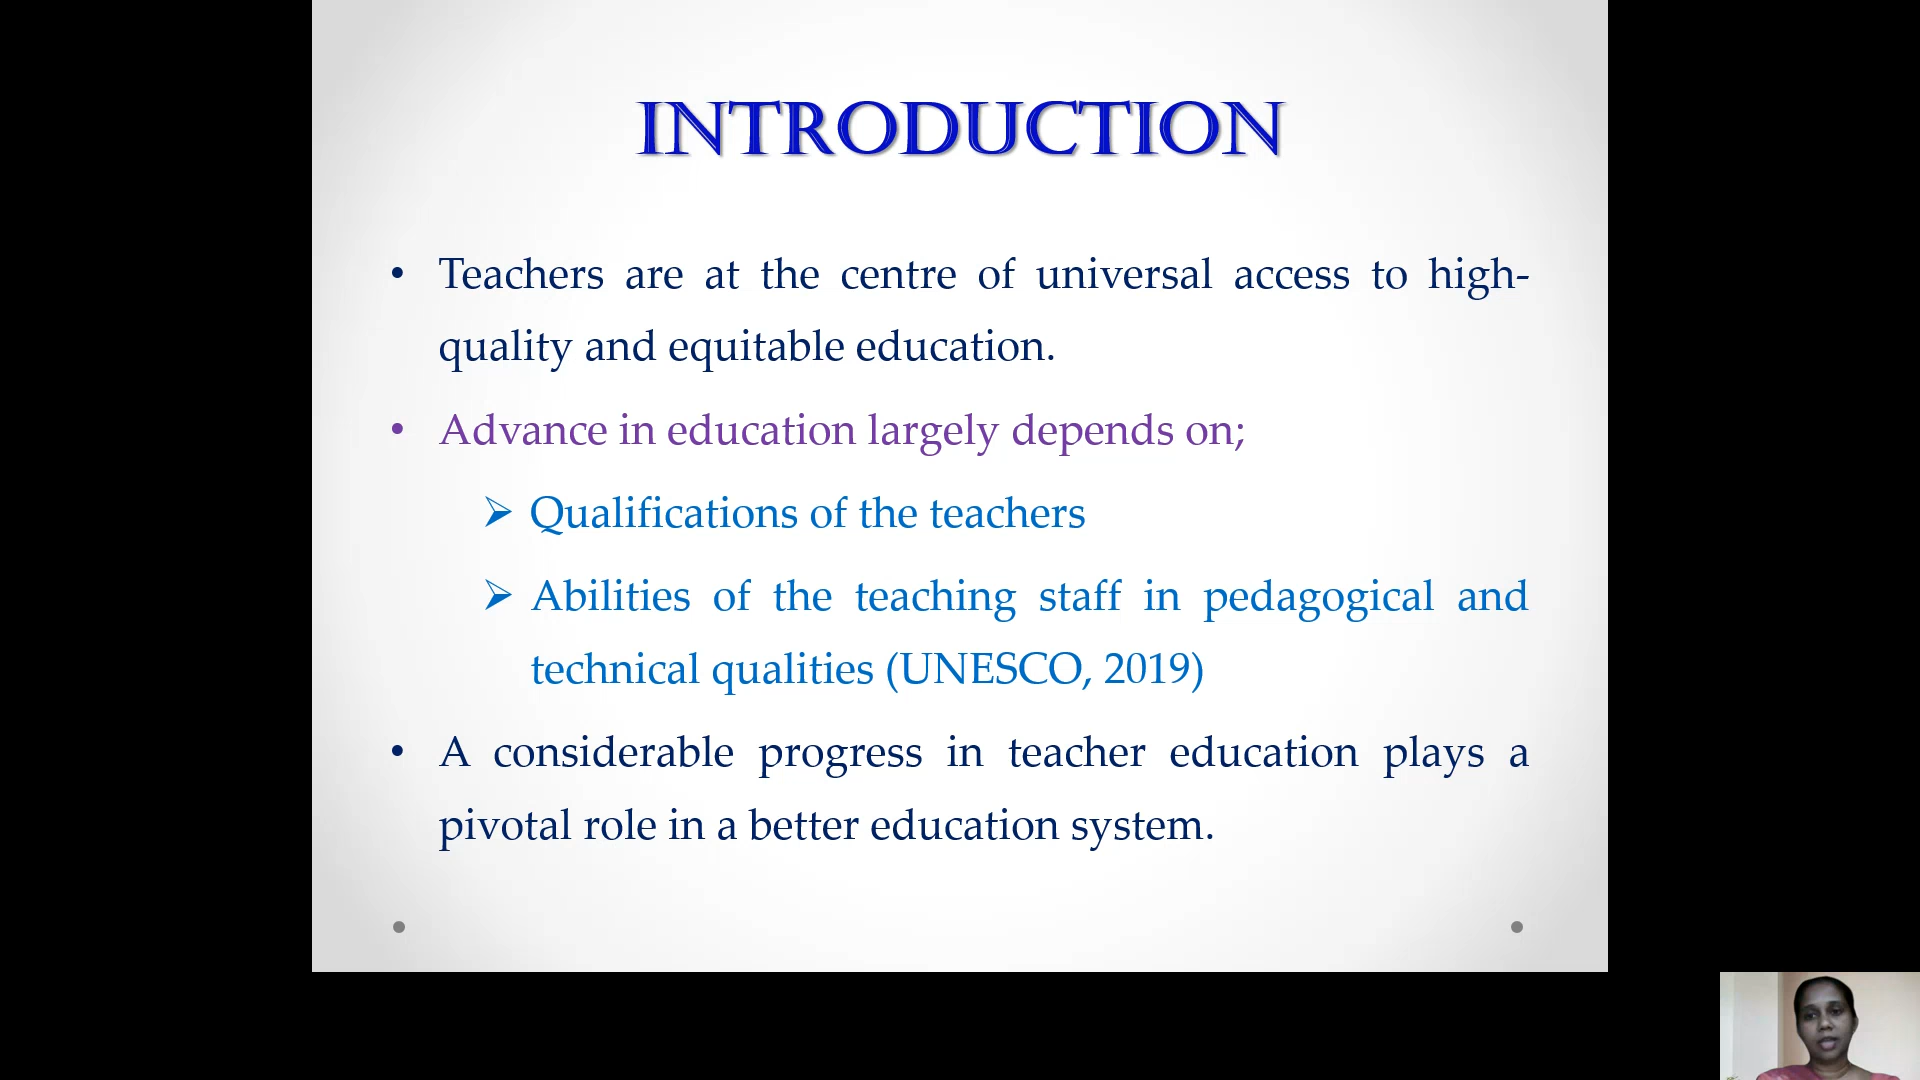 INTRODUCTION
• Teachers are at the centre of universal access to high-
quality and equitable education.
• Advance in education largely depends on;
➢ Qualifications of the teachers
➢ Abilities of the teaching staff in pedagogical and
technical qualities (UNESCO, 2019)
• A considerable progress in teacher education plays a
pivotal role in a better education system.